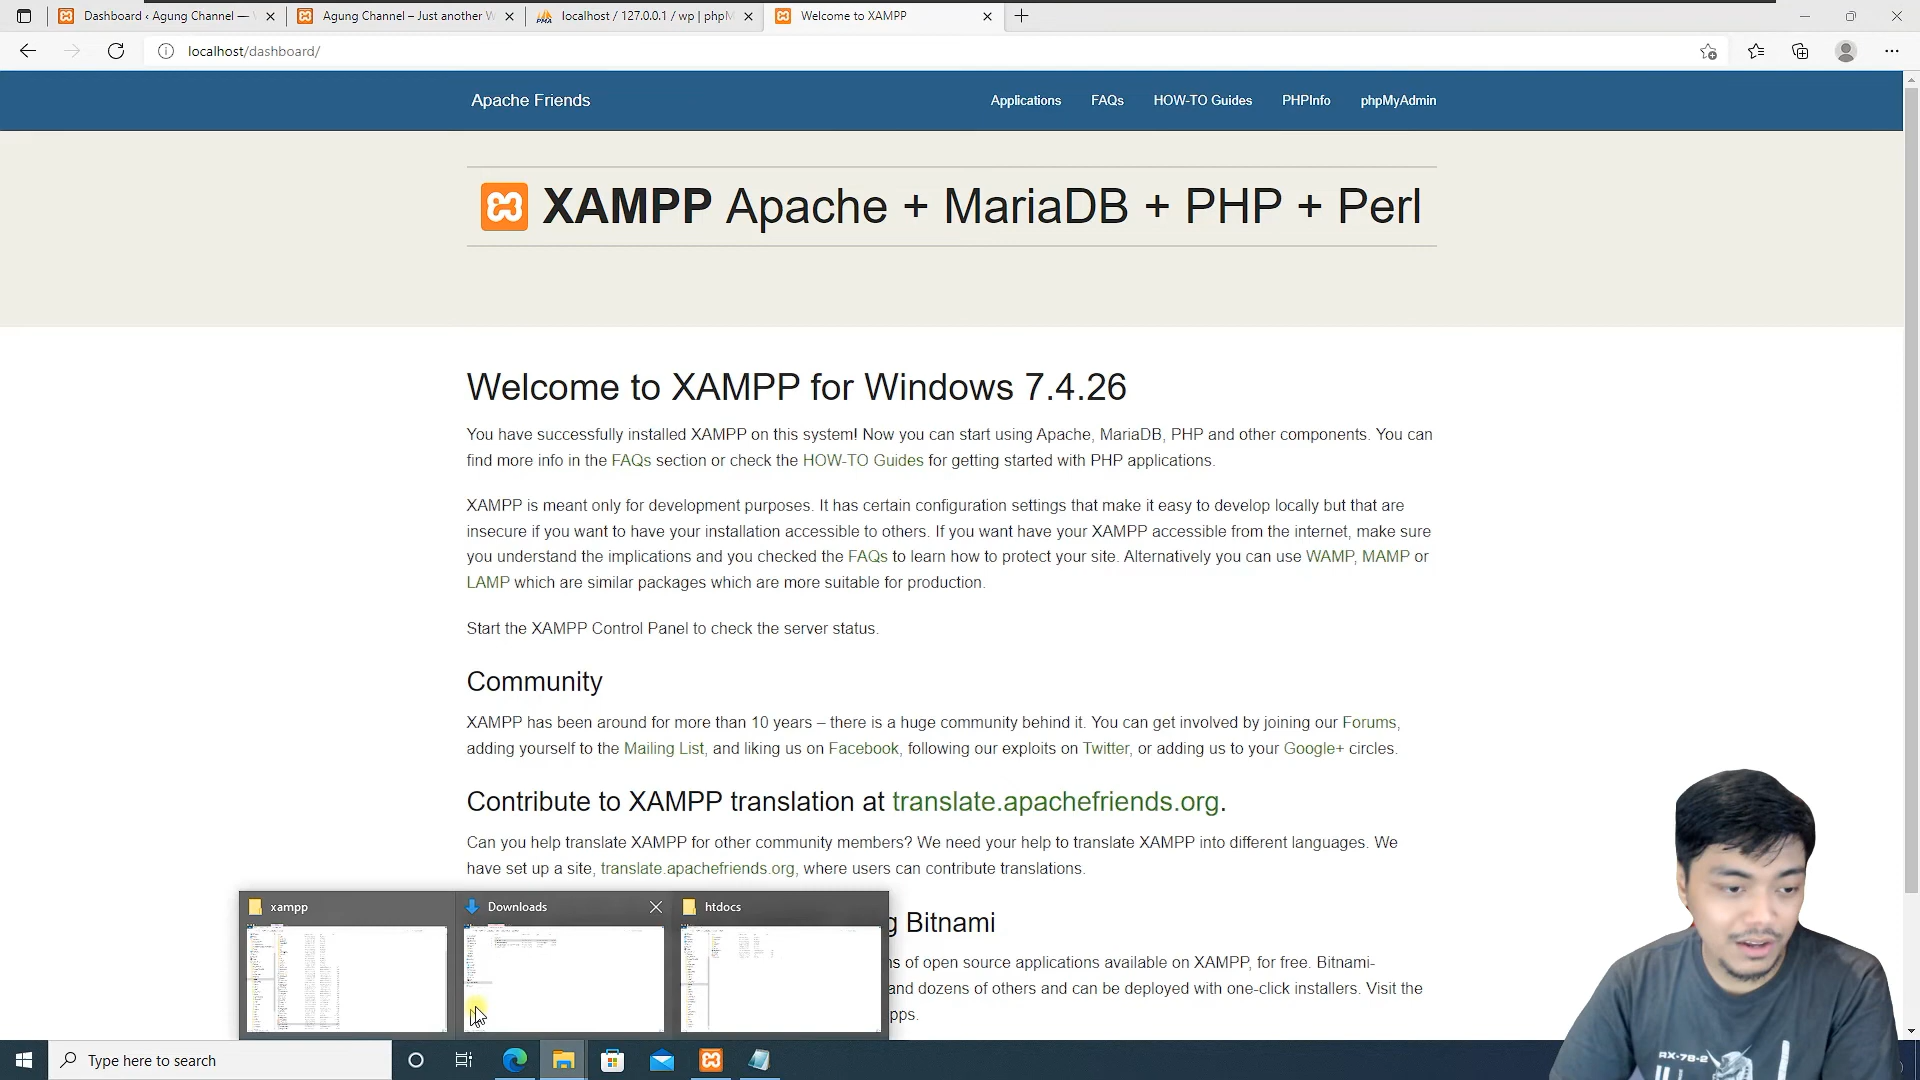 Dashboard ‹ Agung Channel —
Agung Channel – Just another W
localhost / 127.0.0.1 / wp | phpM
Welcome to XAMPP
localhost/dashboard/
Apache Friends
Applications
FAQs
HOW-TO Guides
PHPInfo
phpMyAdmin
XAMPP Apache + MariaDB + PHP + Perl
Welcome to XAMPP for Windows 7.4.26
You have successfully installed XAMPP on this system! Now you can start using Apache, MariaDB, PHP and other components. You can
find more info in the FAQs section or check the HOW-TO Guides for getting started with PHP applications.
XAMPP is meant only for development purposes. It has certain configuration settings that make it easy to develop locally but that are
insecure if you want to have your installation accessible to others. If you want have your XAMPP accessible from the internet, make sure
you understand the implications and you checked the FAQs to learn how to protect your site. Alternatively you can use WAMP, MAMP or
LAMP which are similar packages which are more suitable for production.
Start the XAMPP Control Panel to check the server status.
Community
XAMPP has been around for more than 10 years – there is a huge community behind it. You can get involved by joining our Forums,
adding yourself to the Mailing List, and liking us on Facebook, following our exploits on Twitter, or adding us to your Google+ circles.
Contribute to XAMPP translation at translate.apachefriends.org.
Can you help translate XAMPP for other community members? We need your help to translate XAMPP into different languages. We
have set up a site, translate.apachefriends.org, where users can contribute translations.
xampp
Downloads
htdocs
g Bitnami
ns of open source applications available on XAMPP, for free. Bitnami-
and dozens of others and can be deployed with one-click installers. Visit the
pps.
Type here to search
RX-78-2